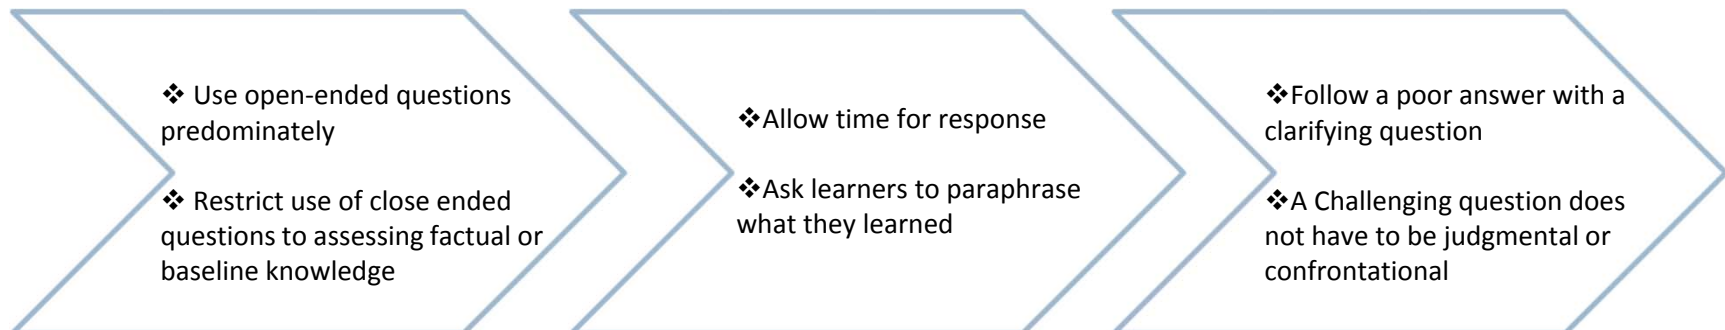 ❖ Use open-ended questions
predominately
❖ Restrict use of close ended
questions to assessing factual or
baseline knowledge
❖Allow time for response
❖Ask learners to paraphrase
what they learned
❖Follow a poor answer with a
clarifying question
❖A Challenging question does
not have to be judgmental or
confrontational